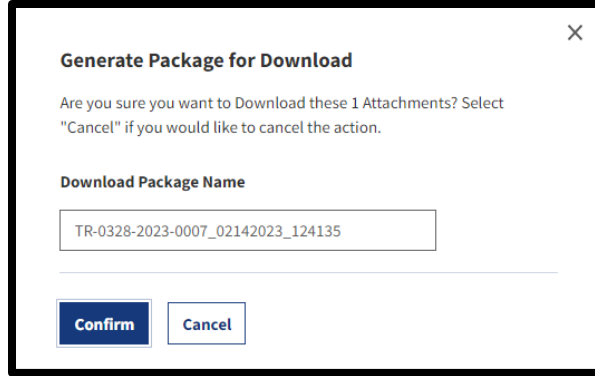 Generate Package for Download
Are you sure you want to Download these 1 Attachments? Select
"Cancel" if you would like to cancel the action.
Download Package Name
TR-0328-2023-0007_02142023_124135
Confirm Cancel